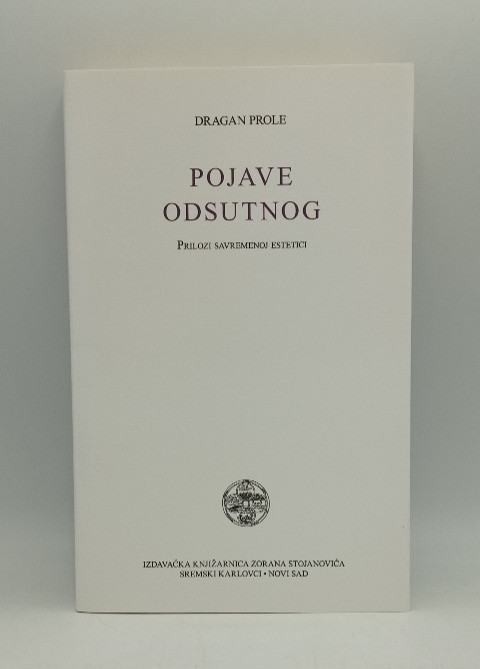 DRAGAN PROLE
POJAVE
ODSUTNOG
PRILOZI SAVREMENOJ ESTETICI
IZDAVAČKA KNJIŽARNICA ZORANA STOJANOVIĆA
SREMSKI KARLOVCI • NOVI SAD